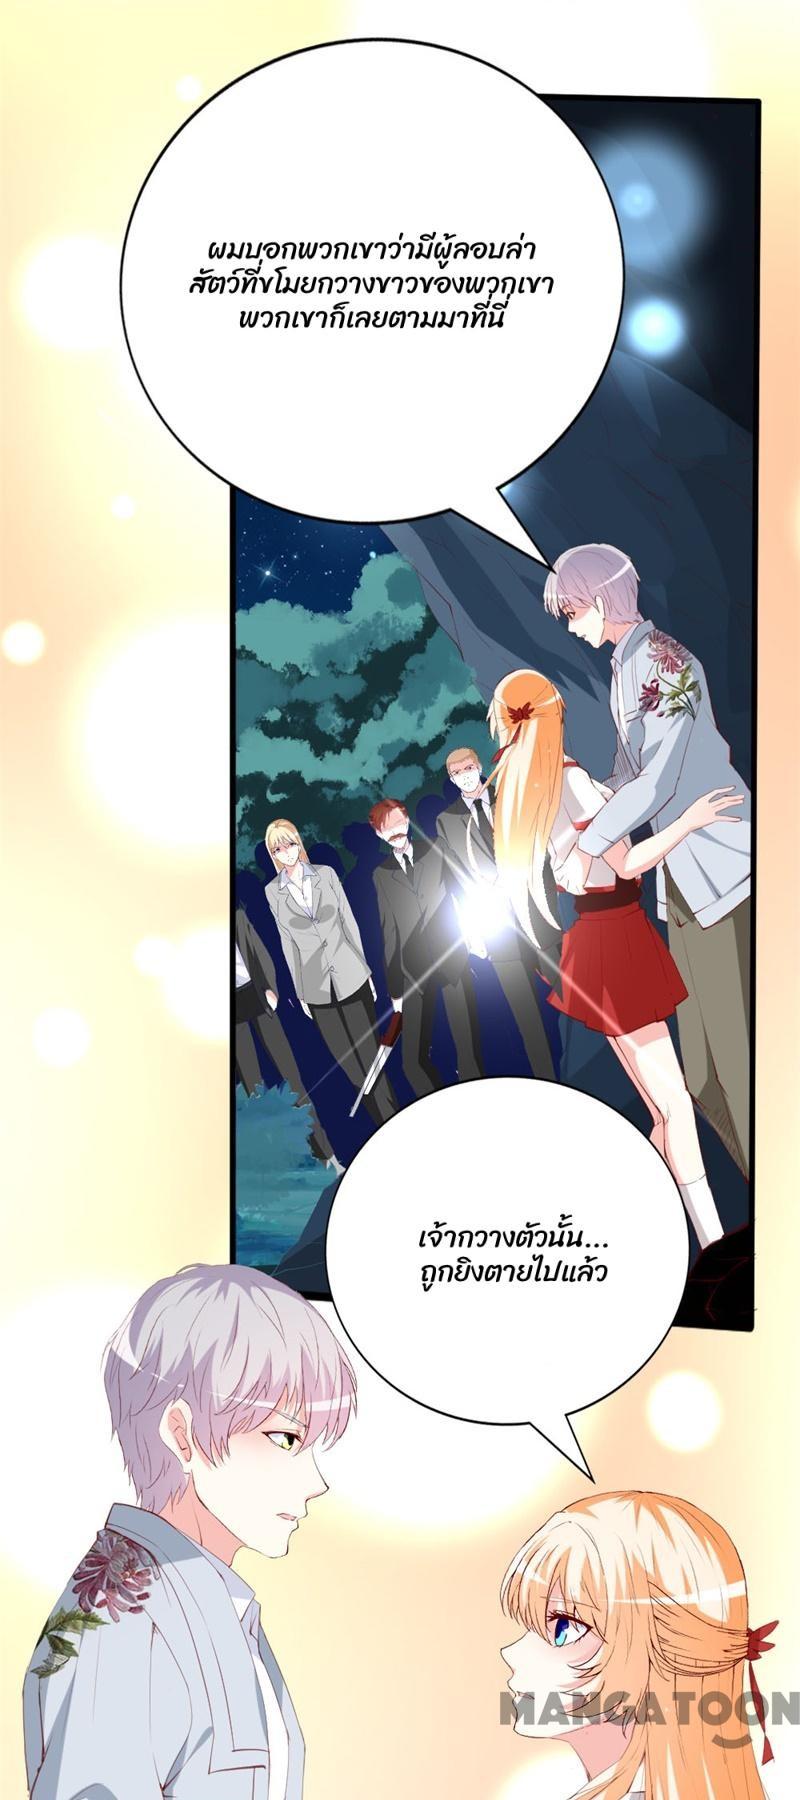 ผมบอกพวกเขาว่ามีผู้ลอบล่า
สัตว์ที่ขโมยกวางขาวของพวกเขา
พวกเขาก็เลยตามมาที่นี่
เจ้ากวางตัวนั้น...
ถูกยิงตายไปแล้ว
MANGATOON